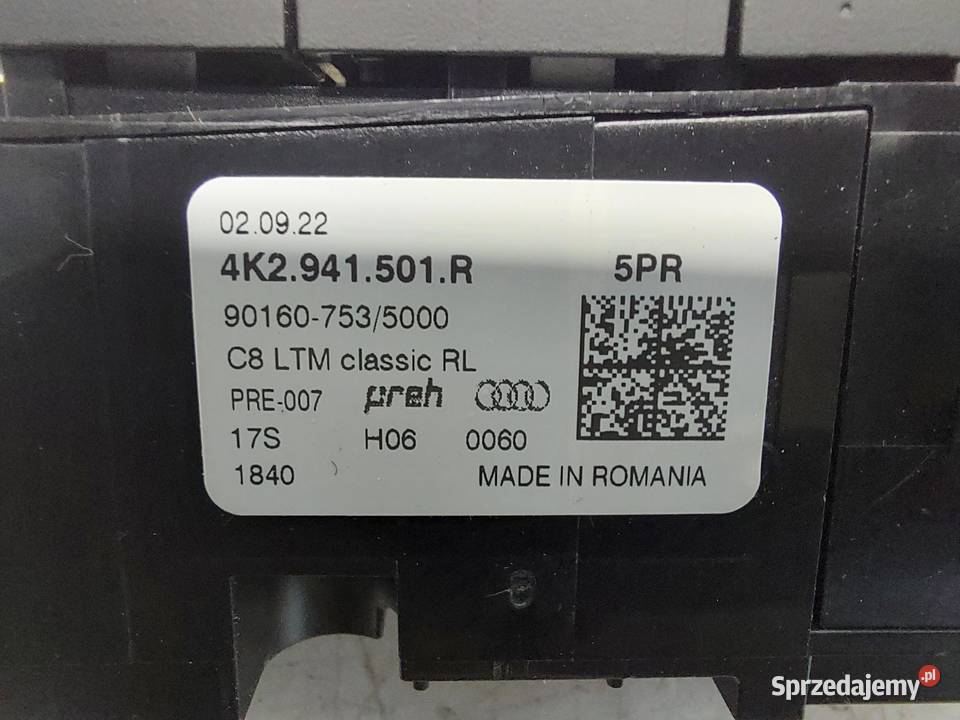 02.09.22
4K2.941.501.R 5PR
90160-753/5000
C8 LTM classic RL
PRE-007 preh
17S H06 0060
1840 MADE IN ROMANIA
Sprzedajemy.pl